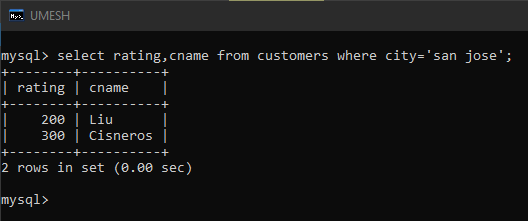 UMESH
mysql> select rating,cname from customers where city='san jose';
+--------+----------+
| rating | cname    |
+--------+----------+
|    200 | Liu      |
|    300 | Cisneros |
+--------+----------+
2 rows in set (0.00 sec)
mysql>